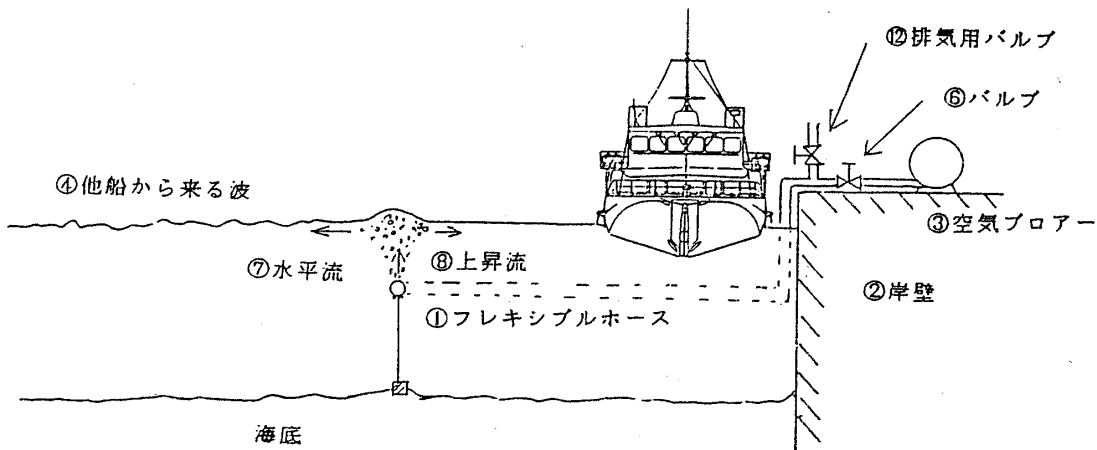 ⑫排気用バルブ
⑥バルブ
④他船から来る波
③空気ブロアー
⑦水平流
⑧上昇流
②岸壁
①フレキシブルホース
海底